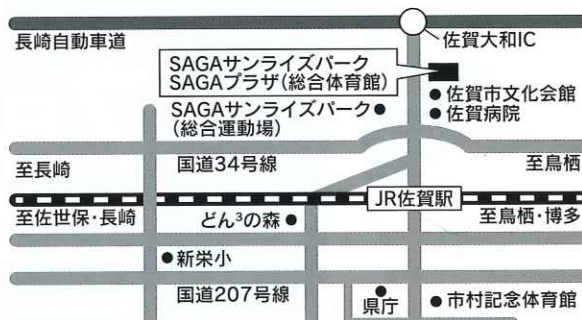 長崎自動車道
佐賀大和IC
SAGAサンライズパーク
SAGAプラザ(総合体育館)
佐賀市文化会館
SAGAサンライズパーク
(総合運動場)
佐賀病院
至長崎
国道34号線
至鳥栖
JR佐賀駅
至佐世保・長崎
どん³の森
至鳥栖・博多
新栄小
国道207号線
県庁
市村記念体育館